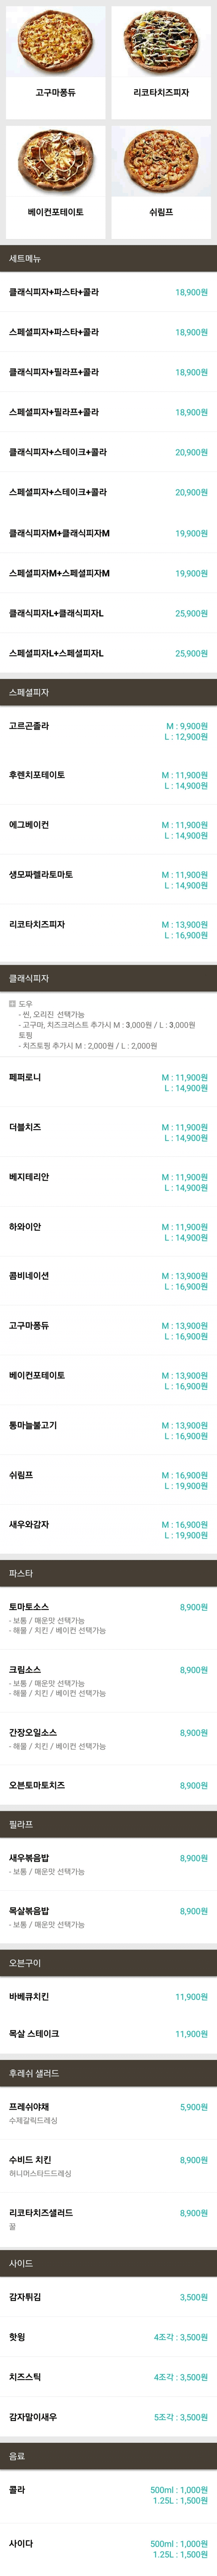 고구마퐁듀
리코타치즈피자
베이컨포테이토
쉬림프
세트메뉴
클래식피자+파스타+콜라 18,900원
스페셜피자+파스타+콜라 18,900원
클래식피자+필라프+콜라 18,900원
스페셜피자+필라프+콜라 18,900원
클래식피자+스테이크+콜라 20,900원
스페셜피자+스테이크+콜라 20,900원
클래식피자M+클래식피자M 19,900원
스페셜피자M+스페셜피자M 19,900원
클래식피자L+클래식피자L 25,900원
스페셜피자L+스페셜피자L 25,900원
스페셜피자
고르곤졸라 M : 9,900원
L : 12,900원
후렌치포테이토 M : 11,900원
L : 14,900원
에그베이컨 M : 11,900원
L : 14,900원
생모짜렐라토마토 M : 11,900원
L : 14,900원
리코타치즈피자 M : 13,900원
L : 16,900원
클래식피자
도우
- 씬, 오리진 선택가능
- 고구마, 치즈크러스트 추가시 M : 3,000원 / L : 3,000원
토핑
- 치즈토핑 추가시 M : 2,000원 / L : 2,000원
페퍼로니 M : 11,900원
L : 14,900원
더블치즈 M : 11,900원
L : 14,900원
베지테리안 M : 11,900원
L : 14,900원
하와이안 M : 11,900원
L : 14,900원
콤비네이션 M : 13,900원
L : 16,900원
고구마퐁듀 M : 13,900원
L : 16,900원
베이컨포테이토 M : 13,900원
L : 16,900원
통마늘불고기 M : 13,900원
L : 16,900원
쉬림프 M : 16,900원
L : 19,900원
새우와감자 M : 16,900원
L : 19,900원
파스타
토마토소스 8,900원
- 보통 / 매운맛 선택가능
- 해물 / 치킨 / 베이컨 선택가능
크림소스 8,900원
- 보통 / 매운맛 선택가능
- 해물 / 치킨 / 베이컨 선택가능
간장오일소스 8,900원
- 해물 / 치킨 / 베이컨 선택가능
오븐토마토치즈 8,900원
필라프
새우볶음밥 8,900원
- 보통 / 매운맛 선택가능
목살볶음밥 8,900원
- 보통 / 매운맛 선택가능
오븐구이
바베큐치킨 11,900원
목살 스테이크 11,900원
후레쉬 샐러드
프레쉬야채 5,900원
수제갈릭드레싱
수비드 치킨 8,900원
허니머스타드드레싱
리코타치즈샐러드 8,900원
꿀
사이드
감자튀김 3,500원
핫윙 4조각 : 3,500원
치즈스틱 4조각 : 3,500원
감자말이새우 5조각 : 3,500원
음료
콜라 500ml : 1,000원
1.25L : 1,500원
사이다 500ml : 1,000원
1.25L : 1,500원